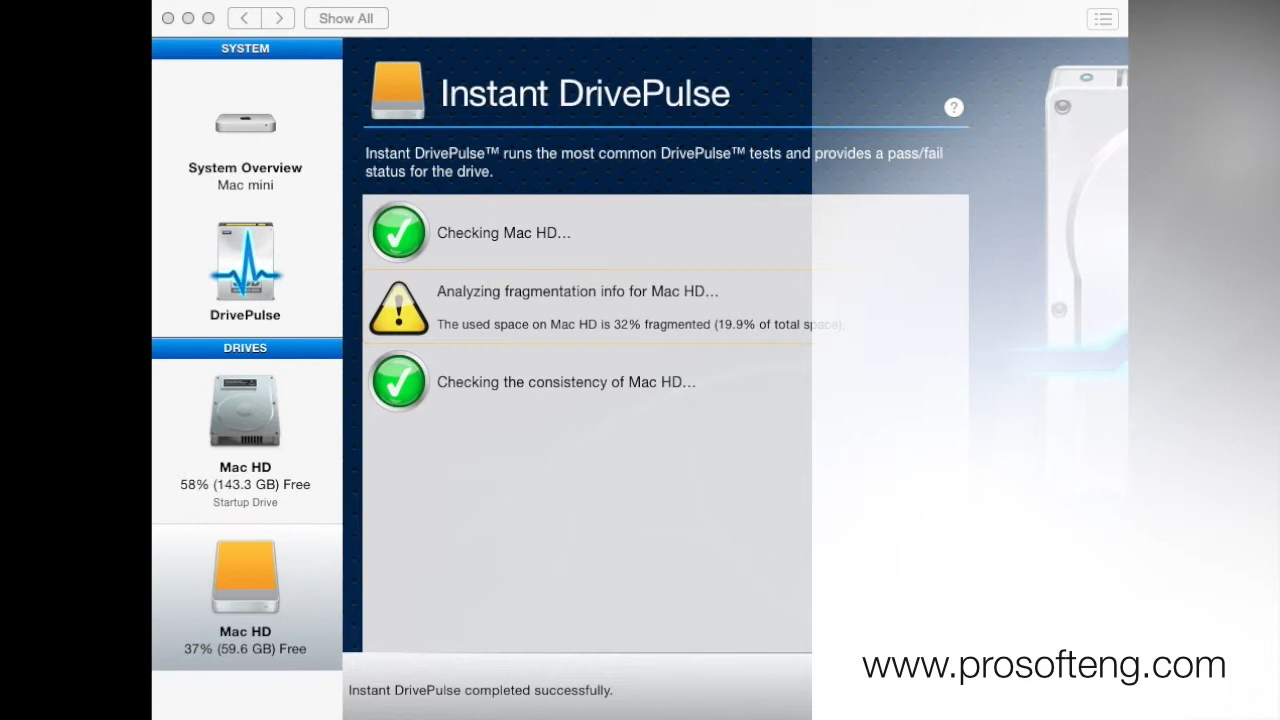 Show All
SYSTEM
System Overview
Mac mini
DrivePulse
DRIVES
Mac HD
58% (143.3 GB) Free
Startup Drive
Mac HD
37% (59.6 GB) Free
Instant DrivePulse
?
Instant DrivePulse™ runs the most common DrivePulse™ tests and provides a pass/fail
status for the drive.
Checking Mac HD...
Analyzing fragmentation info for Mac HD...
The used space on Mac HD is 32% fragmented (19.9% of total space).
Checking the consistency of Mac HD...
Instant DrivePulse completed successfully.
www.prosofteng.com